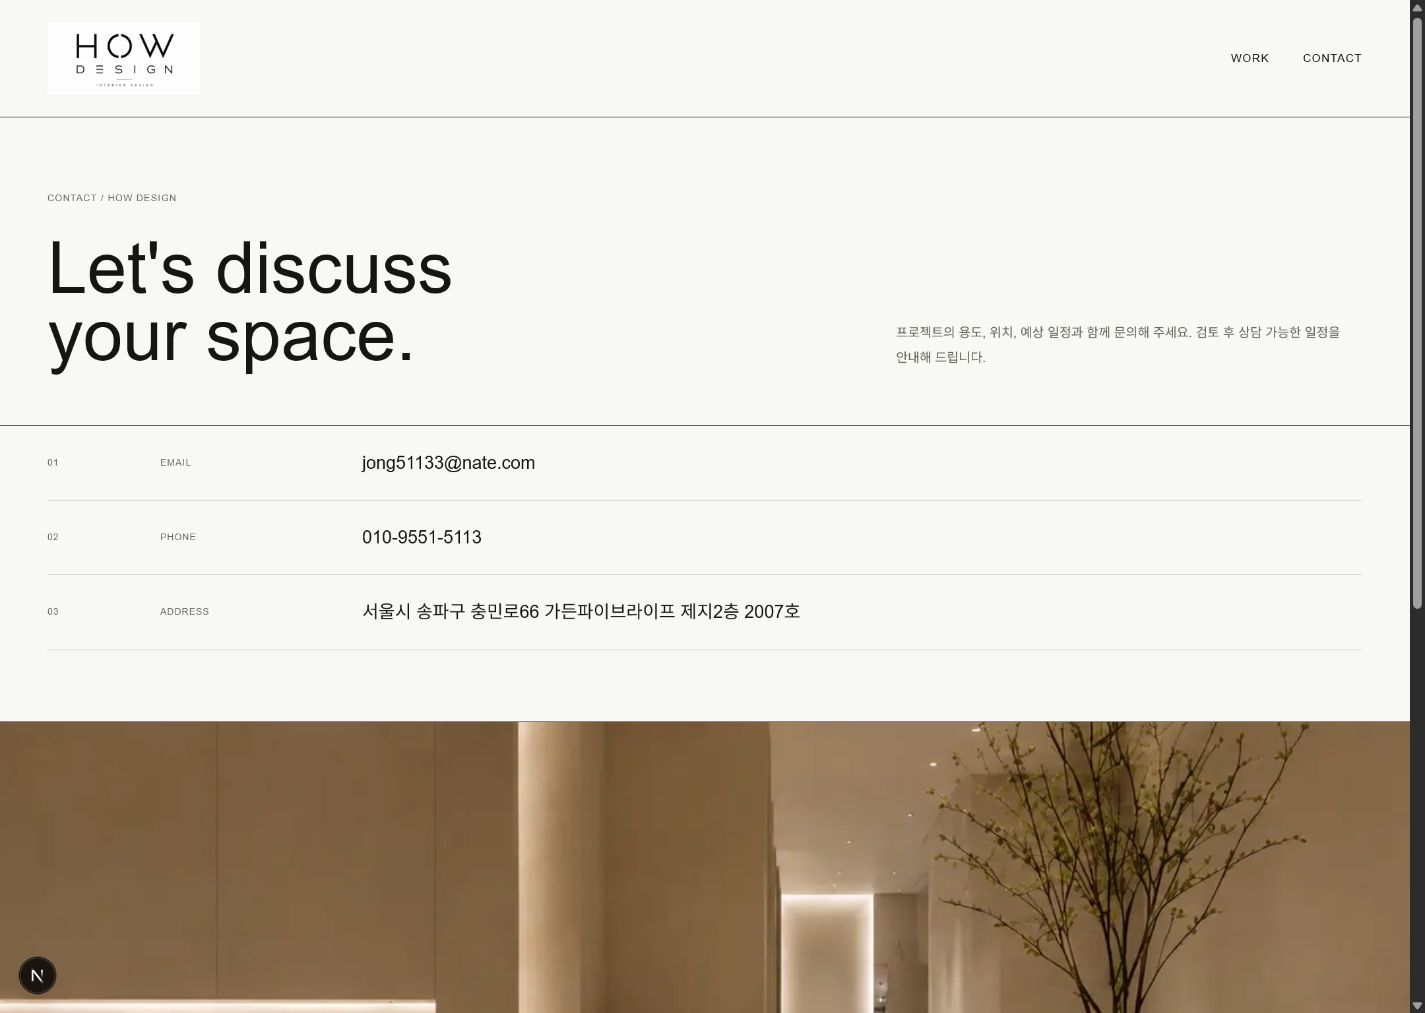 HOW
DESIGN
INTERIOR DESIGN
WORK
CONTACT
CONTACT / HOW DESIGN
Let's discuss
your space.
프로젝트의 용도, 위치, 예상 일정과 함께 문의해 주세요. 검토 후 상담 가능한 일정을
안내해 드립니다.
01
EMAIL
jong51133@nate.com
02
PHONE
010-9551-5113
03
ADDRESS
서울시 송파구 충민로66 가든파이브라이프 제지2층 2007호
N